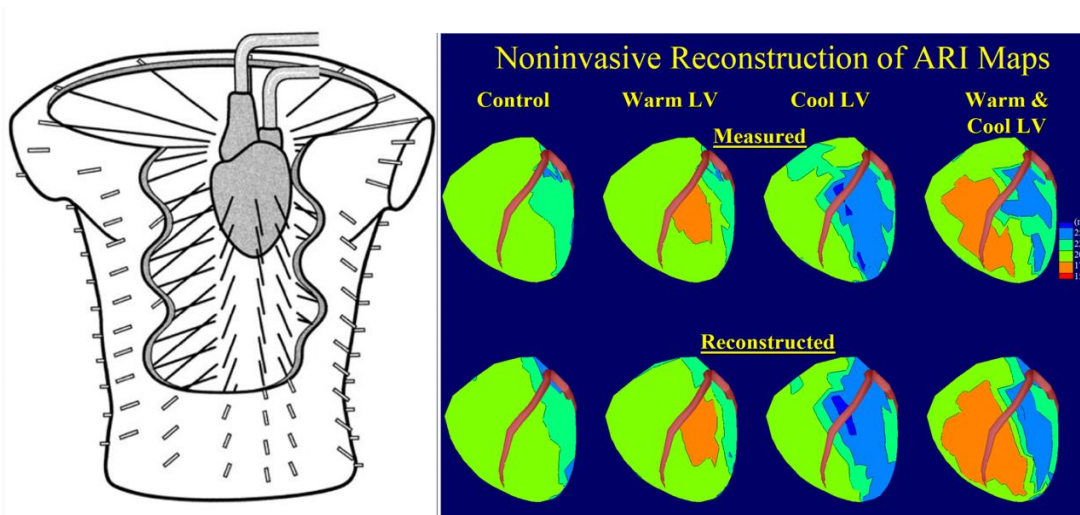 Noninvasive Reconstruction of ARI Maps
Control Warm LV Cool LV Warm &
Cool LV
Measured
Reconstructed